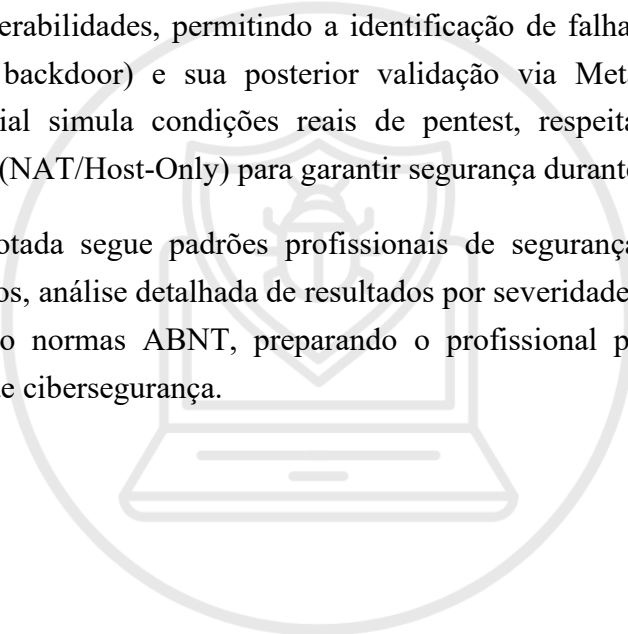 erabilidades, permitindo a identificação de falha
backdoor) e sua posterior validação via Meta
ial simula condições reais de pentest, respeita
(NAT/Host-Only) para garantir segurança durant
otada segue padrões profissionais de seguranç
os, análise detalhada de resultados por severidade
o normas ABNT, preparando o profissional p
e cibersegurança.